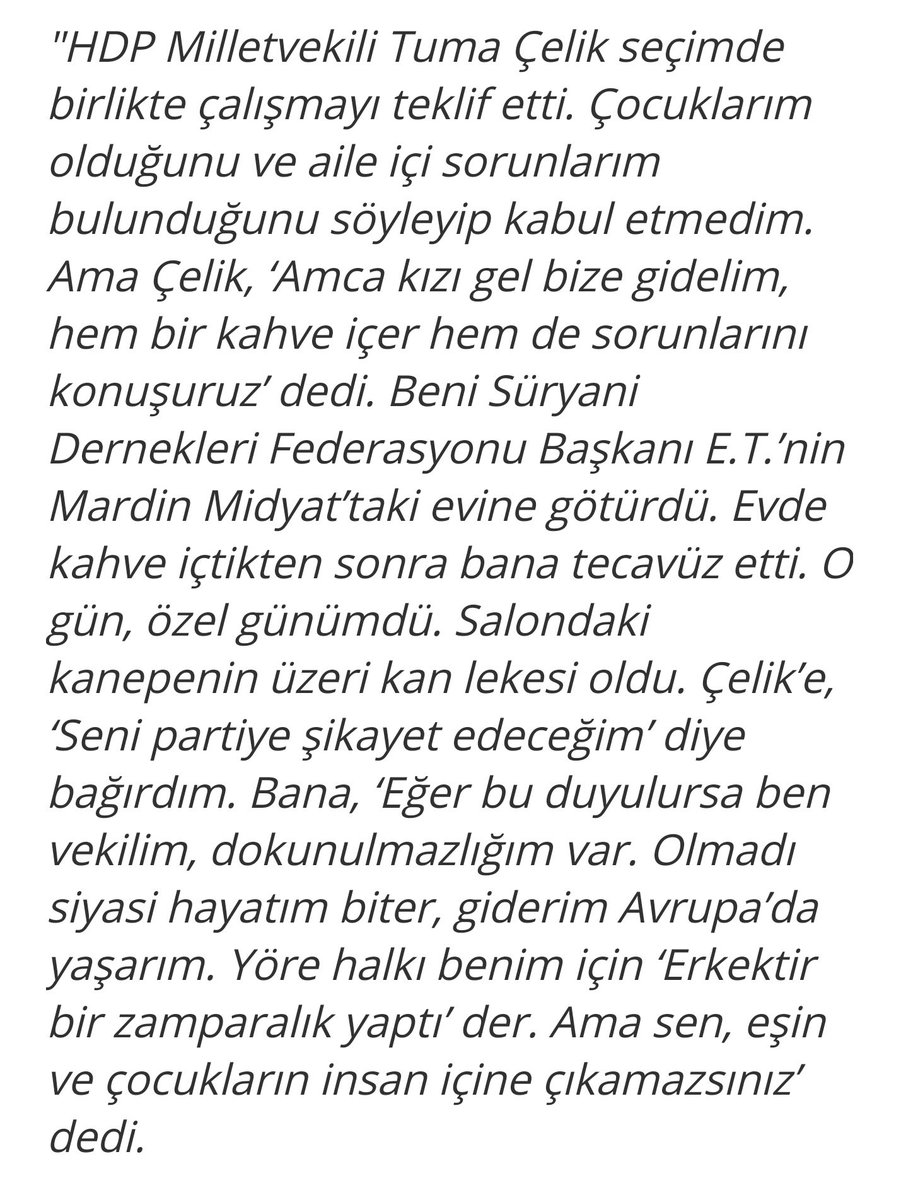 "HDP Milletvekili Tuma Çelik seçimde
birlikte çalışmayı teklif etti. Çocuklarım
olduğunu ve aile içi sorunlarım
bulunduğunu söyleyip kabul etmedim.
Ama Çelik, ‘Amca kızı gel bize gidelim,
hem bir kahve içer hem de sorunlarını
konuşuruz’ dedi. Beni Süryani
Dernekleri Federasyonu Başkanı E.T.’nin
Mardin Midyat’taki evine götürdü. Evde
kahve içtikten sonra bana tecavüz etti. O
gün, özel günümdü. Salondaki
kanepenin üzeri kan lekesi oldu. Çelik’e,
‘Seni partiye şikayet edeceğim’ diye
bağırdım. Bana, ‘Eğer bu duyulursa ben
vekilim, dokunulmazlığım var. Olmadı
siyasi hayatım biter, giderim Avrupa’da
yaşarım. Yöre halkı benim için ‘Erkektir
bir zamparalık yaptı’ der. Ama sen, eşin
ve çocukların insan içine çıkamazsınız’
dedi.